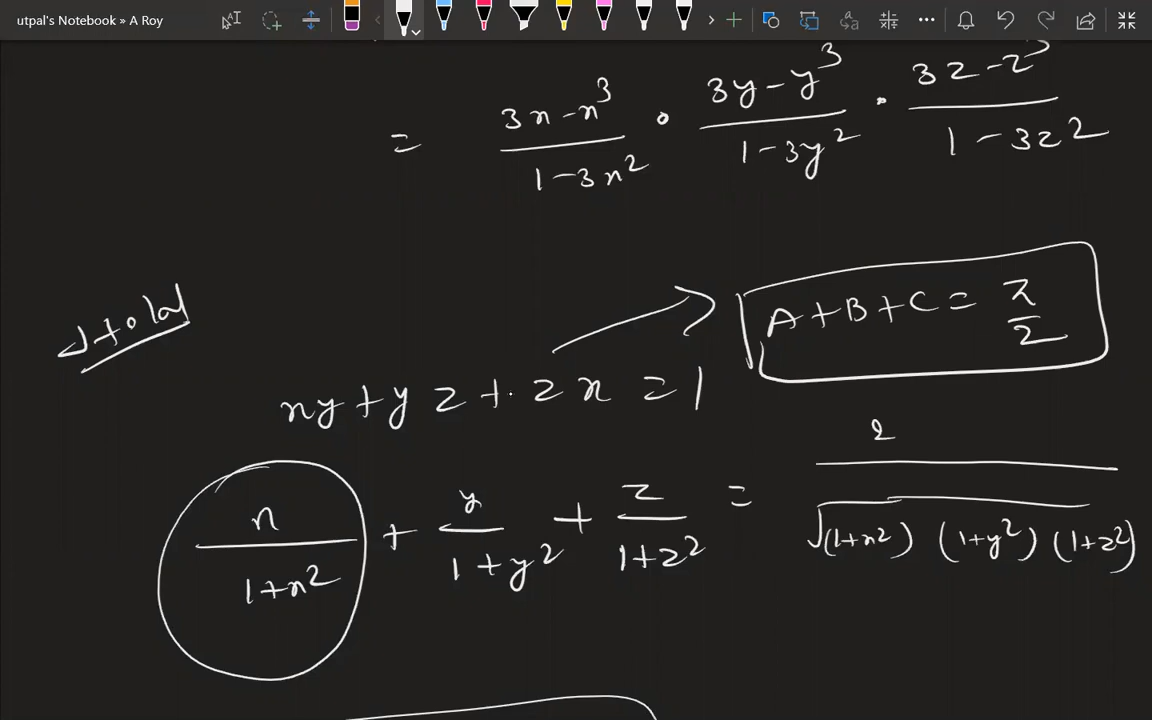 utpal's Notebook » A Roy
= (3x - x³)/(1 - 3x²) · (3y - y³)/(1 - 3y²) · (3z - z³)/(1 - 3z²)
A + B + C = π/2
xy + yz + zx = 1
x/(1+x²) + y/(1+y²) + z/(1+z²) = 2/√((1+x²) (1+y²) (1+z²))